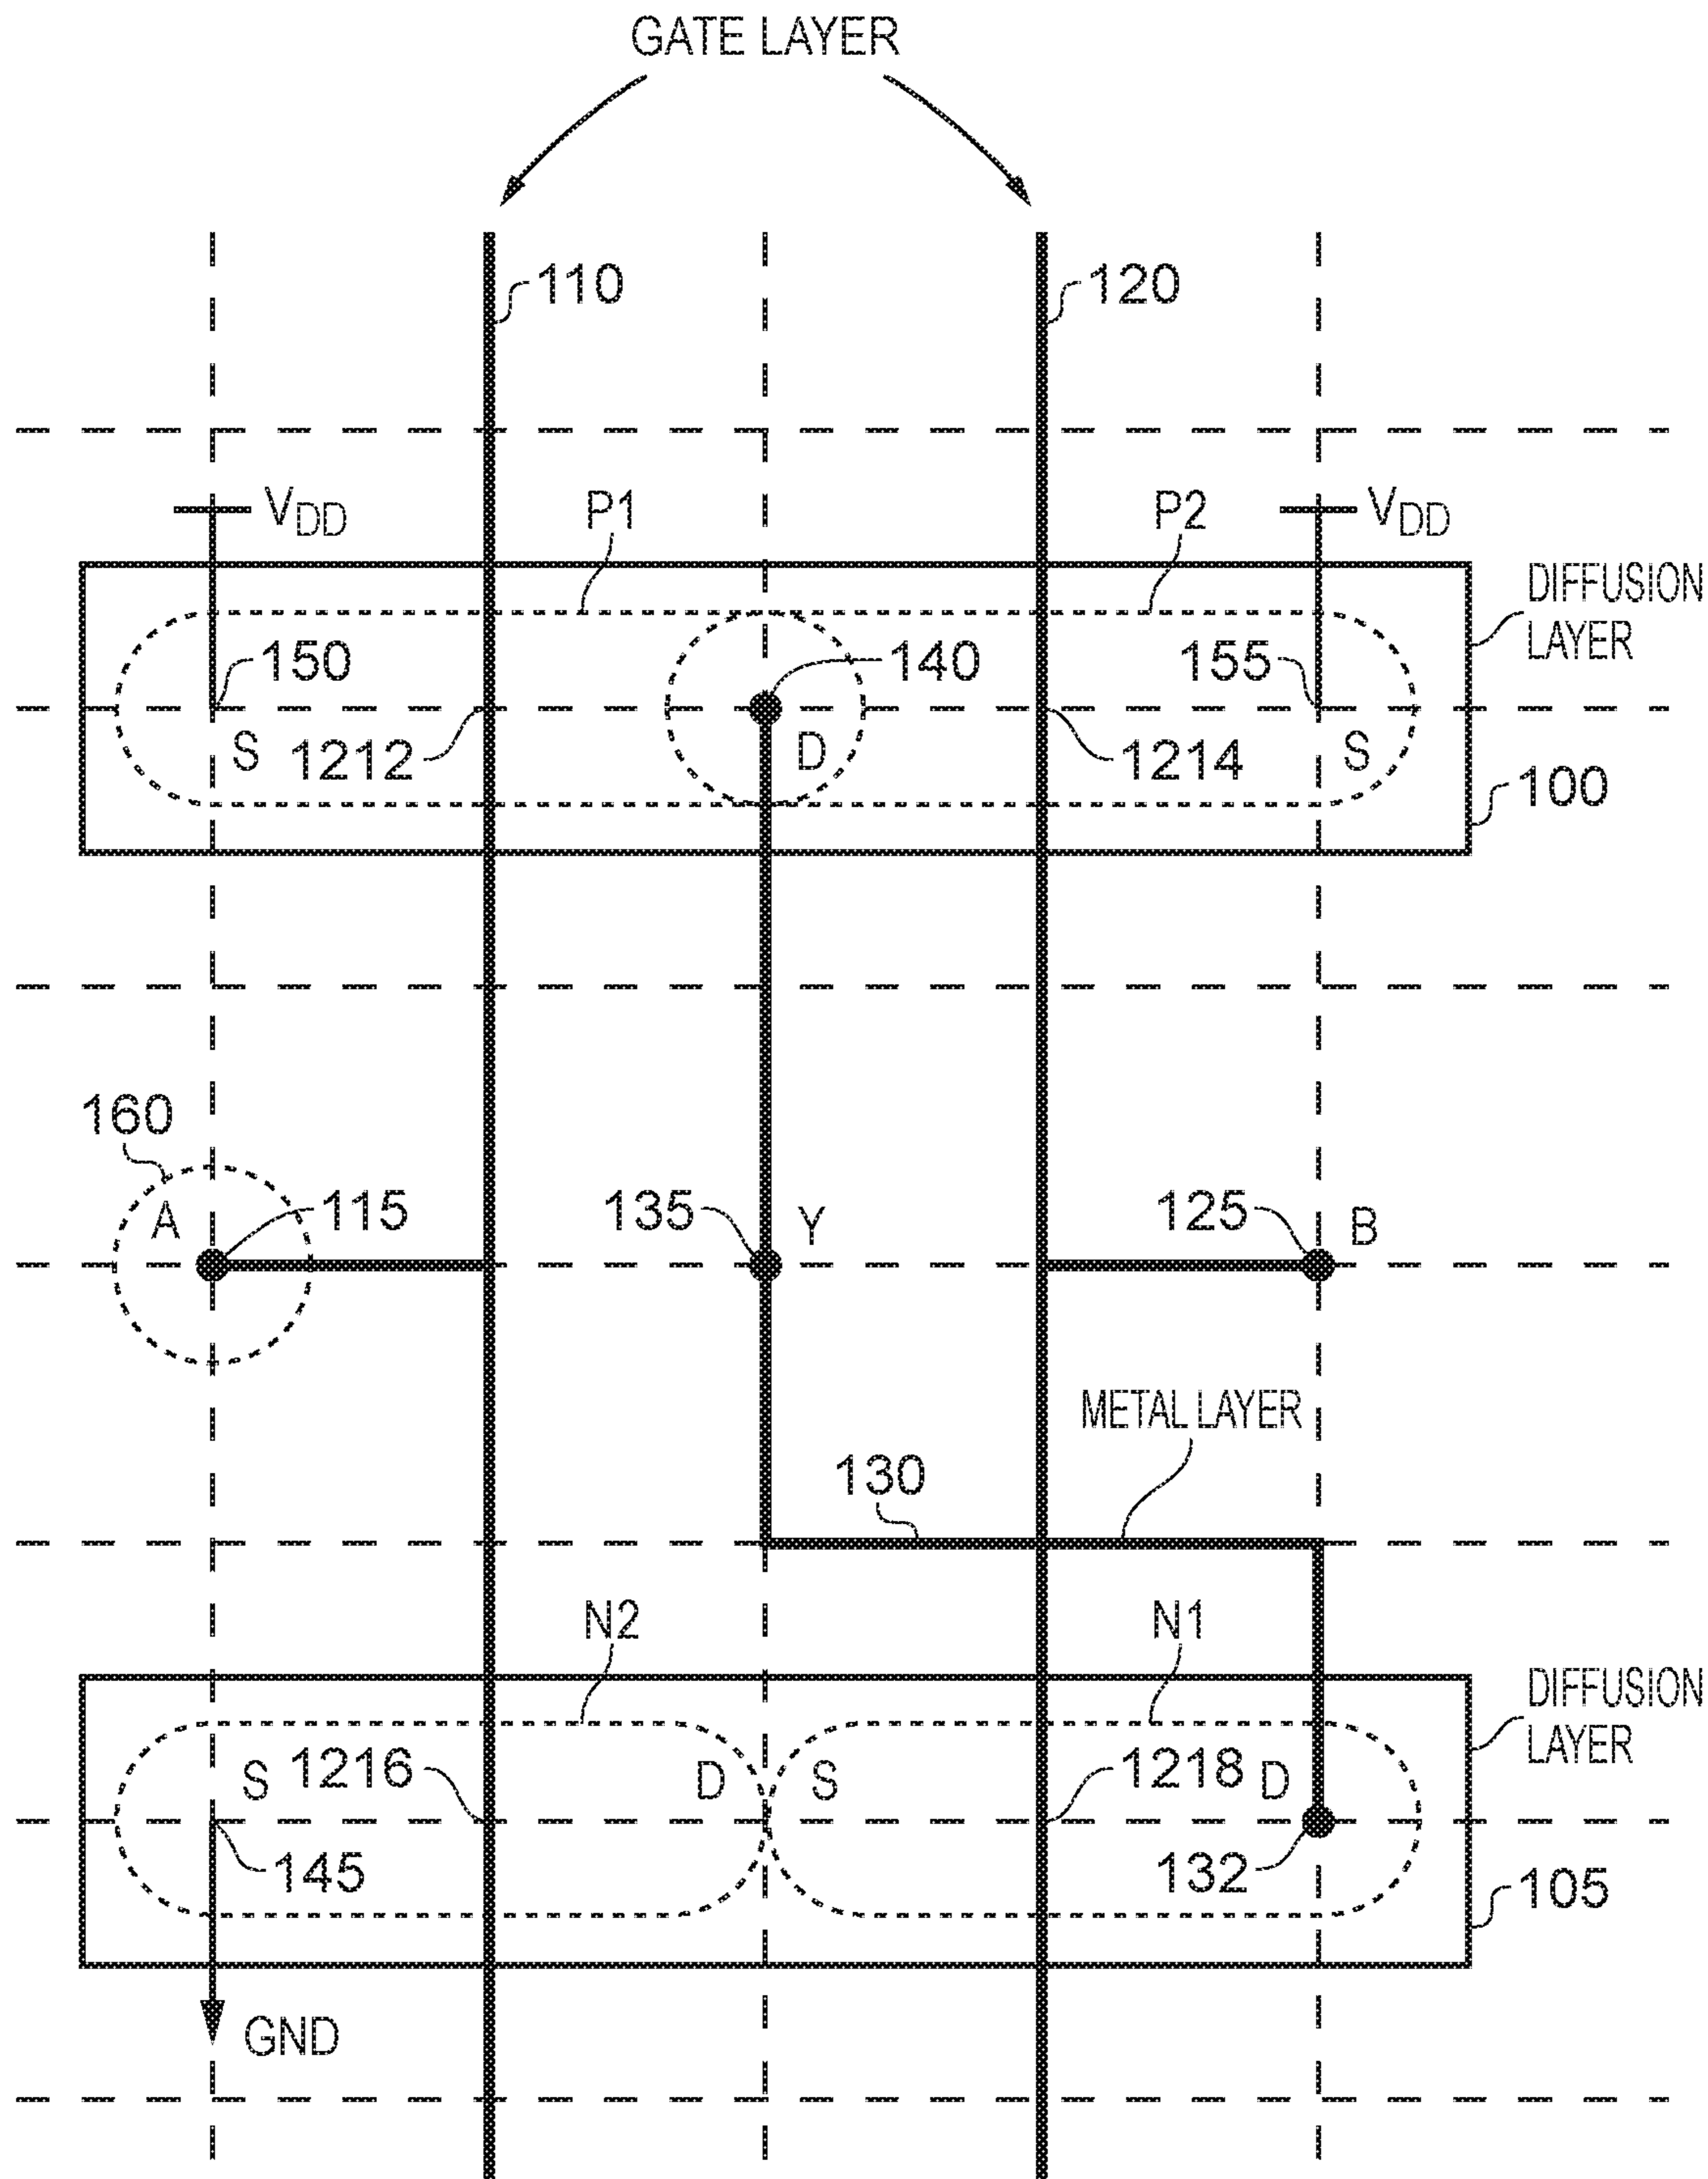 GATE LAYER
110
120
VDD
P1
P2
VDD
DIFFUSION
LAYER
150
140
155
S
1212
D
1214
S
100
160
A
115
135
Y
125
B
METAL LAYER
130
N2
N1
DIFFUSION
LAYER
S
1216
D
S
1218
D
145
132
105
GND